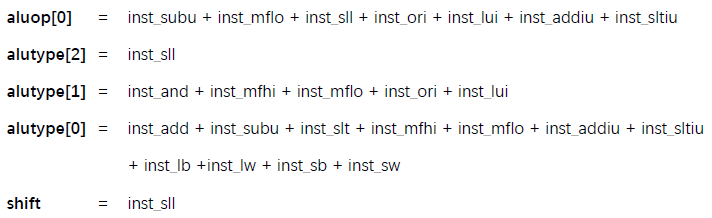 aluop[0] = inst_subu + inst_mflo + inst_sll + inst_ori + inst_lui + inst_addiu + inst_sltiu
alutype[2] = inst_sll
alutype[1] = inst_and + inst_mfhi + inst_mflo + inst_ori + inst_lui
alutype[0] = inst_add + inst_subu + inst_slt + inst_mfhi + inst_mflo + inst_addiu + inst_sltiu
+ inst_lb +inst_lw + inst_sb + inst_sw
shift = inst_sll